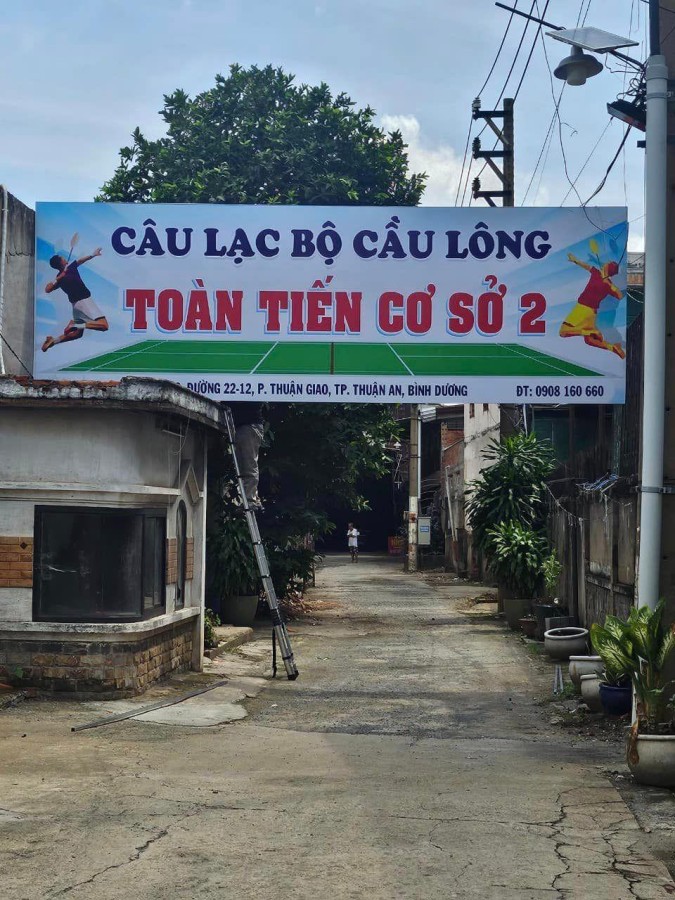 CÂU LẠC BỘ CẦU LÔNG
TOÀN TIẾN CƠ SỞ 2
ĐƯỜNG 22-12, P. THUẬN GIAO, TP. THUẬN AN, BÌNH DƯƠNG ĐT: 0908 160 660